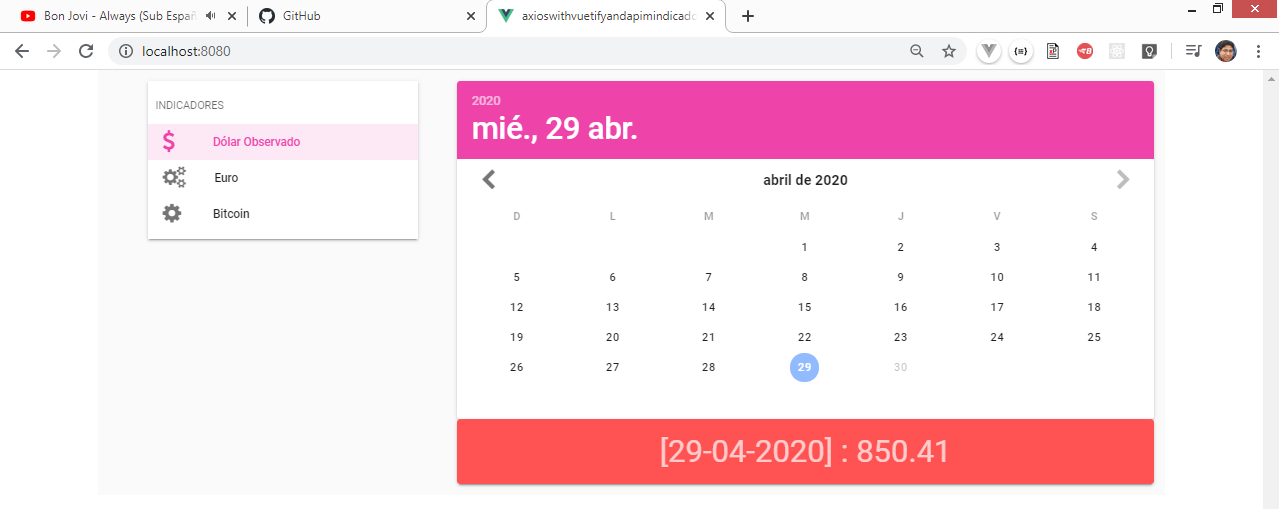 Bon Jovi - Always (Sub Españ
GitHub
axioswithvuetifyandapimindicado
localhost:8080
INDICADORES
Dólar Observado
Euro
Bitcoin
2020
mié., 29 abr.
abril de 2020
D L M M J V S
1 2 3 4
5 6 7 8 9 10 11
12 13 14 15 16 17 18
19 20 21 22 23 24 25
26 27 28 29 30
[29-04-2020] : 850.41